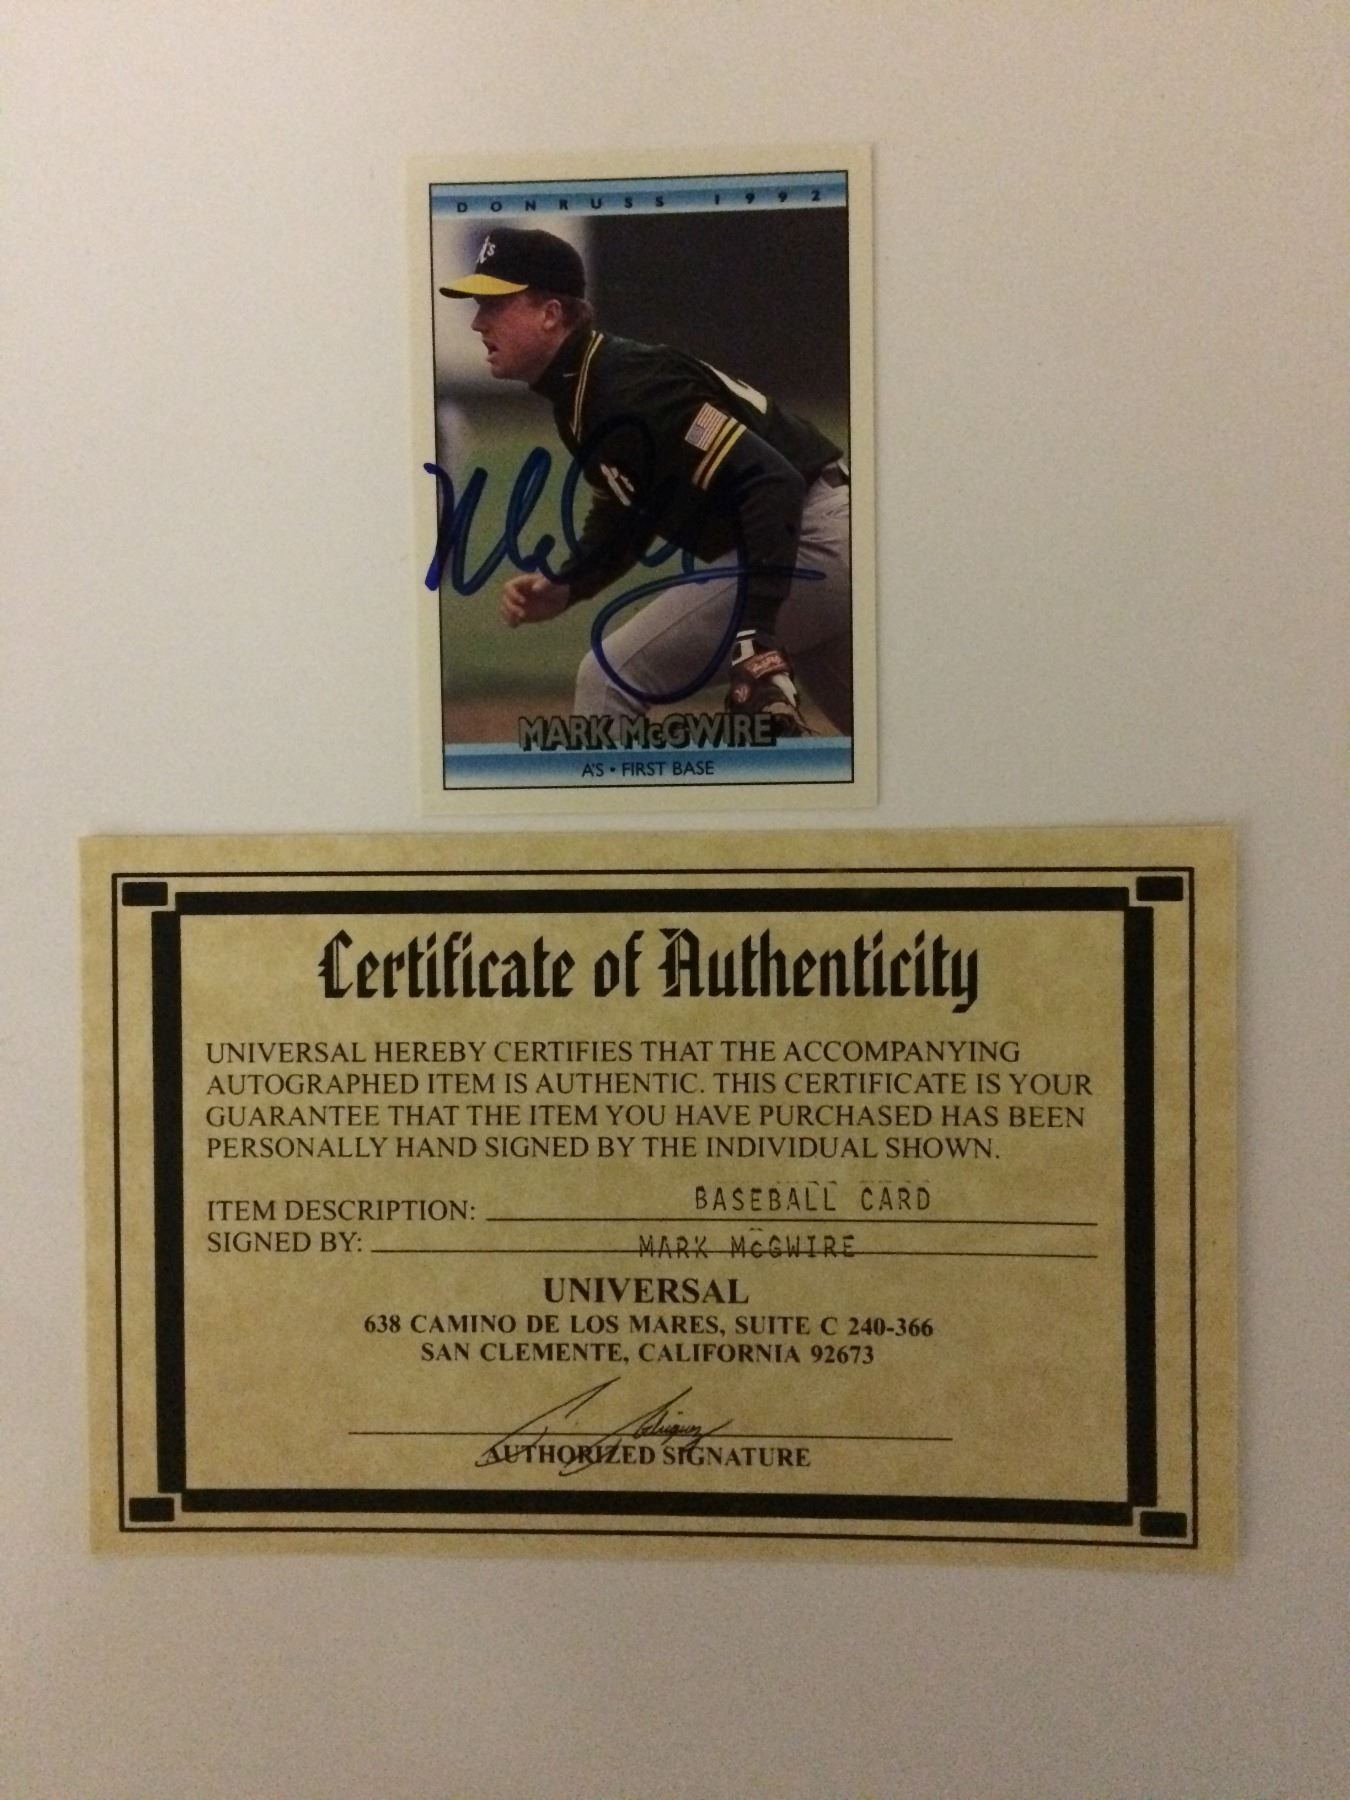 DONRUSS 1992
A's
MARK McGWIRE
A'S • FIRST BASE
Certificate of Authenticity
UNIVERSAL HEREBY CERTIFIES THAT THE ACCOMPANYING
AUTOGRAPHED ITEM IS AUTHENTIC. THIS CERTIFICATE IS YOUR
GUARANTEE THAT THE ITEM YOU HAVE PURCHASED HAS BEEN
PERSONALLY HAND SIGNED BY THE INDIVIDUAL SHOWN.
ITEM DESCRIPTION: BASEBALL CARD
SIGNED BY: MARK McGWIRE
UNIVERSAL
638 CAMINO DE LOS MARES, SUITE C 240-366
SAN CLEMENTE, CALIFORNIA 92673
AUTHORIZED SIGNATURE